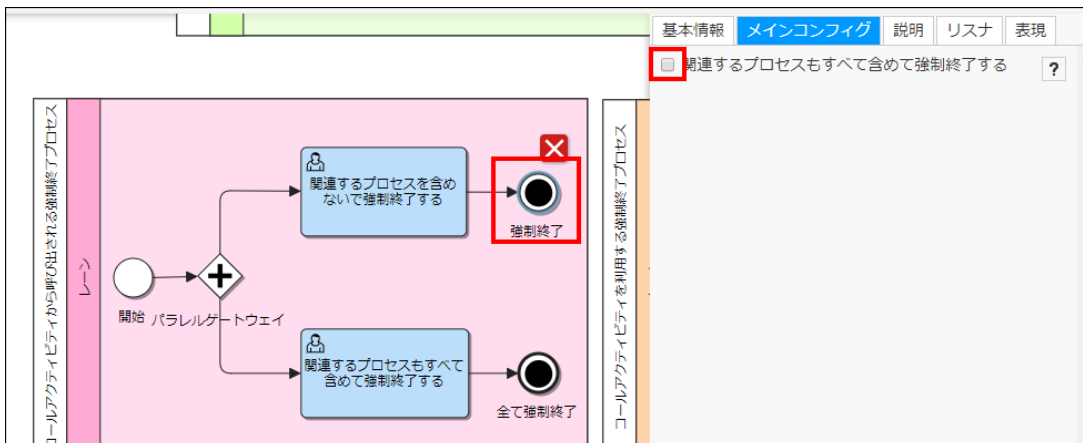 基本情報
メインコンフィグ
説明
リスナ
表現
関連するプロセスもすべて含めて強制終了する
?
コールアクティビティから呼び出される強制終了プロセス
レーン
開始
パラレルゲートウェイ
関連するプロセスを含め
ないで強制終了する
強制終了
関連するプロセスもすべて
含めて強制終了する
全て強制終了
コールアクティビティを利用する強制終了プロセス